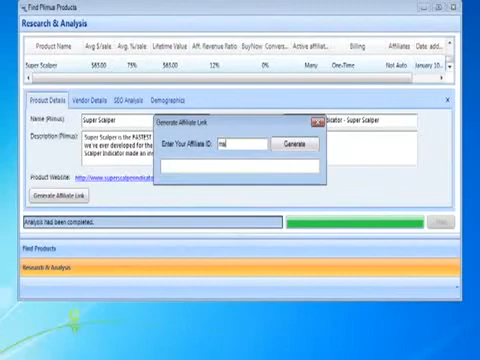 Find Plimus Products
Research & Analysis
Product Name Avg $/sale Avg. %/sale Lifetime Value Aff. Revenue Ratio BuyNow Convers... Active affiliat... Billing Affiliates Date add...
Super Scalper $65.00 75% $65.00 12% 0% Many One-Time Not Auto January 10...
Product Details Vendor Details SEO Analysis Demographics x
Name (Plimus): Super Scalper
dicator - Super Scalper
Description (Plimus): Super Scalper is the FASTEST
we've ever developed for the
Scalper Indicator made an in
Generate Affiliate Link
Enter Your Affiliate ID: ma Generate
Product Website: http://www.superscalperindicato
Generate Affiliate Link
Analysis had been completed.
Find Products
Research & Analysis